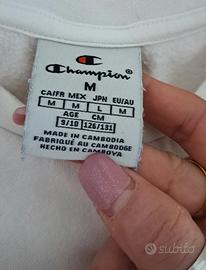 Champion
M
CA/FR MEX JPN EU/AU
M M L M
AGE CM
9/10 126/131
MADE IN CAMBODIA
FABRIQUÉ AU CAMBODGE
HECHO EN CAMBOYA
subito